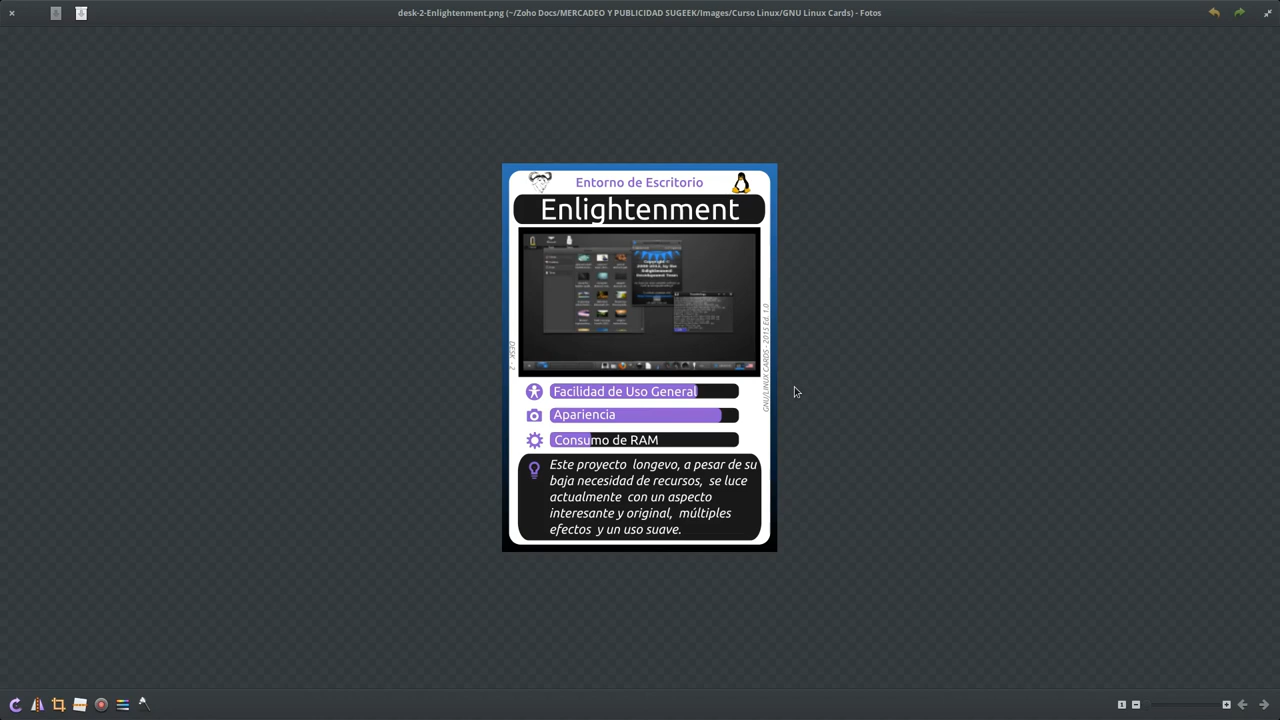 desk-2-Enlightenment.png (~/Zoho Docs/MERCADEO Y PUBLICIDAD SUGEEK/Images/Curso Linux/GNU Linux Cards) - Fotos
Entorno de Escritorio
Enlightenment
DESK - 2
GNU/LINUX CARDS - 2015 Ed. 1.0
Facilidad de Uso General
Apariencia
Consumo de RAM
Este proyecto longevo, a pesar de su
baja necesidad de recursos, se luce
actualmente con un aspecto
interesante y original, múltiples
efectos y un uso suave.